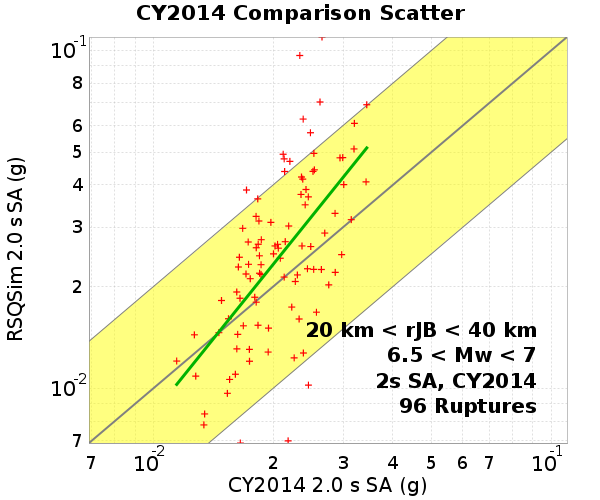 CY2014 Comparison Scatter
RSQSim 2.0 s SA (g)
10-1
8
6
5
4
3
2
10-2
7
20 km < rJB < 40 km
6.5 < Mw < 7
2s SA, CY2014
96 Ruptures
7 10-2 2 3 4 5 6 7 8 10-1
CY2014 2.0 s SA (g)